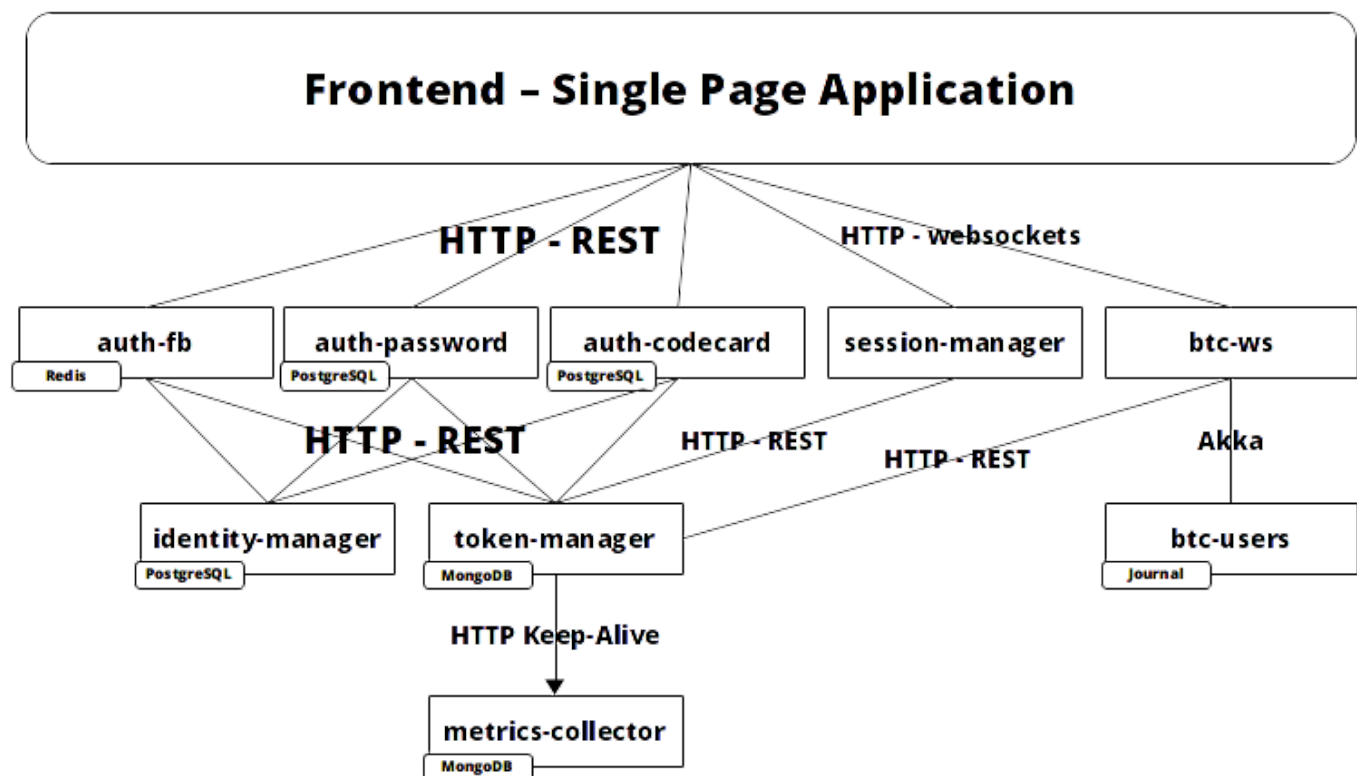 Frontend – Single Page Application
HTTP - REST
HTTP - websockets
auth-fb
auth-password
auth-codecard
session-manager
btc-ws
Redis
PostgreSQL
PostgreSQL
HTTP - REST
HTTP - REST
HTTP - REST
Akka
identity-manager
token-manager
btc-users
PostgreSQL
MongoDB
Journal
HTTP Keep-Alive
metrics-collector
MongoDB